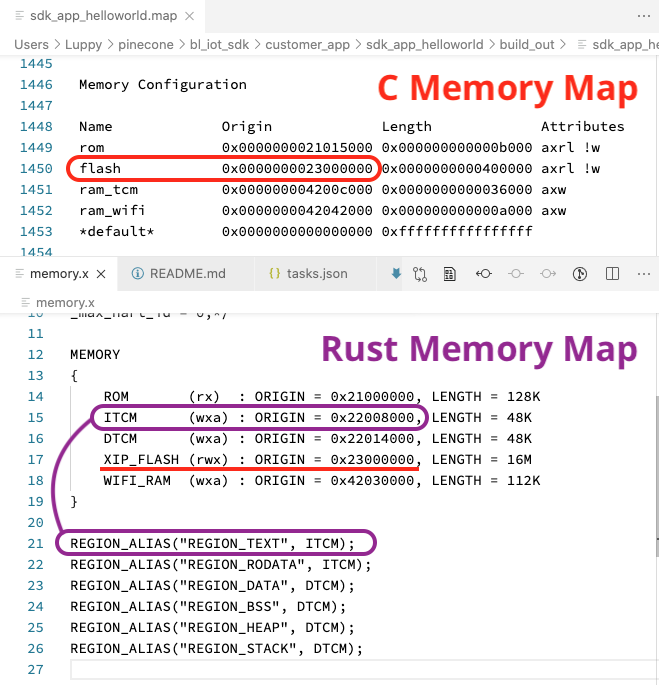 sdk_app_helloworld.map ×
···
Users > Luppy > pinecone > bl_iot_sdk > customer_app > sdk_app_helloworld > build_out > sdk_app_he
1445
1446 Memory Configuration
C Memory Map
1447
1448 Name Origin Length Attributes
1449 rom 0x0000000021015000 0x000000000000b000 axrl !w
1450 flash 0x0000000023000000 0x0000000000400000 axrl !w
1451 ram_tcm 0x000000004200c000 0x0000000000036000 axw
1452 ram_wifi 0x0000000042042000 0x000000000000a000 axw
1453 *default* 0x0000000000000000 0xffffffffffffffff
1454
memory.x × README.md {} tasks.json ···
memory.x
10 _max_hart_id = 0;*/
11
Rust Memory Map
12 MEMORY
13 {
14 ROM (rx) : ORIGIN = 0x21000000, LENGTH = 128K
15 ITCM (wxa) : ORIGIN = 0x22008000, LENGTH = 48K
16 DTCM (wxa) : ORIGIN = 0x22014000, LENGTH = 48K
17 XIP_FLASH (rwx) : ORIGIN = 0x23000000, LENGTH = 16M
18 WIFI_RAM (wxa) : ORIGIN = 0x42030000, LENGTH = 112K
19 }
20
21 REGION_ALIAS("REGION_TEXT", ITCM);
22 REGION_ALIAS("REGION_RODATA", ITCM);
23 REGION_ALIAS("REGION_DATA", DTCM);
24 REGION_ALIAS("REGION_BSS", DTCM);
25 REGION_ALIAS("REGION_HEAP", DTCM);
26 REGION_ALIAS("REGION_STACK", DTCM);
27